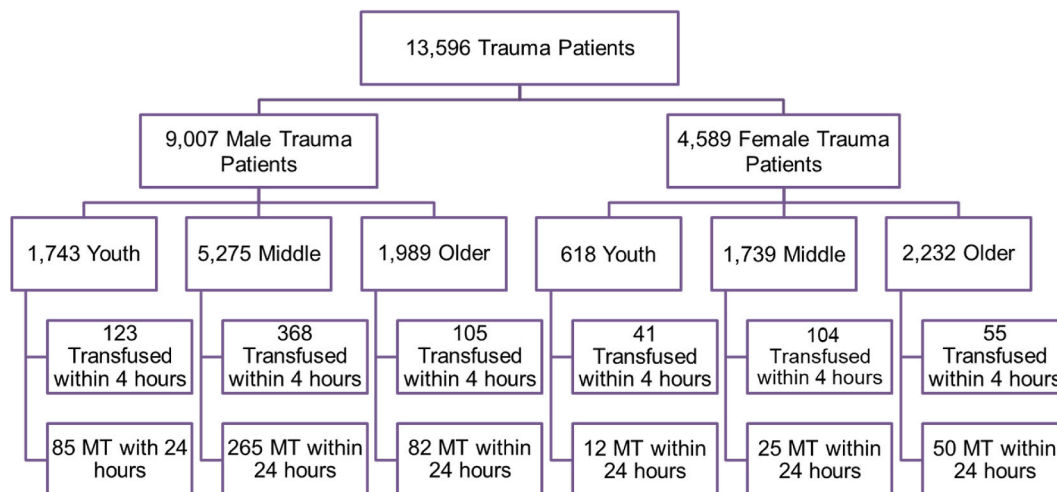 13,596 Trauma Patients
9,007 Male Trauma
Patients
4,589 Female Trauma
Patients
1,743 Youth
5,275 Middle
1,989 Older
618 Youth
1,739 Middle
2,232 Older
123
Transfused
within 4 hours
368
Transfused
within 4 hours
105
Transfused
within 4 hours
41
Transfused
within 4 hours
104
Transfused
within 4 hours
55
Transfused
within 4 hours
85 MT with 24
hours
265 MT within
24 hours
82 MT within
24 hours
12 MT within
24 hours
25 MT within
24 hours
50 MT within
24 hours